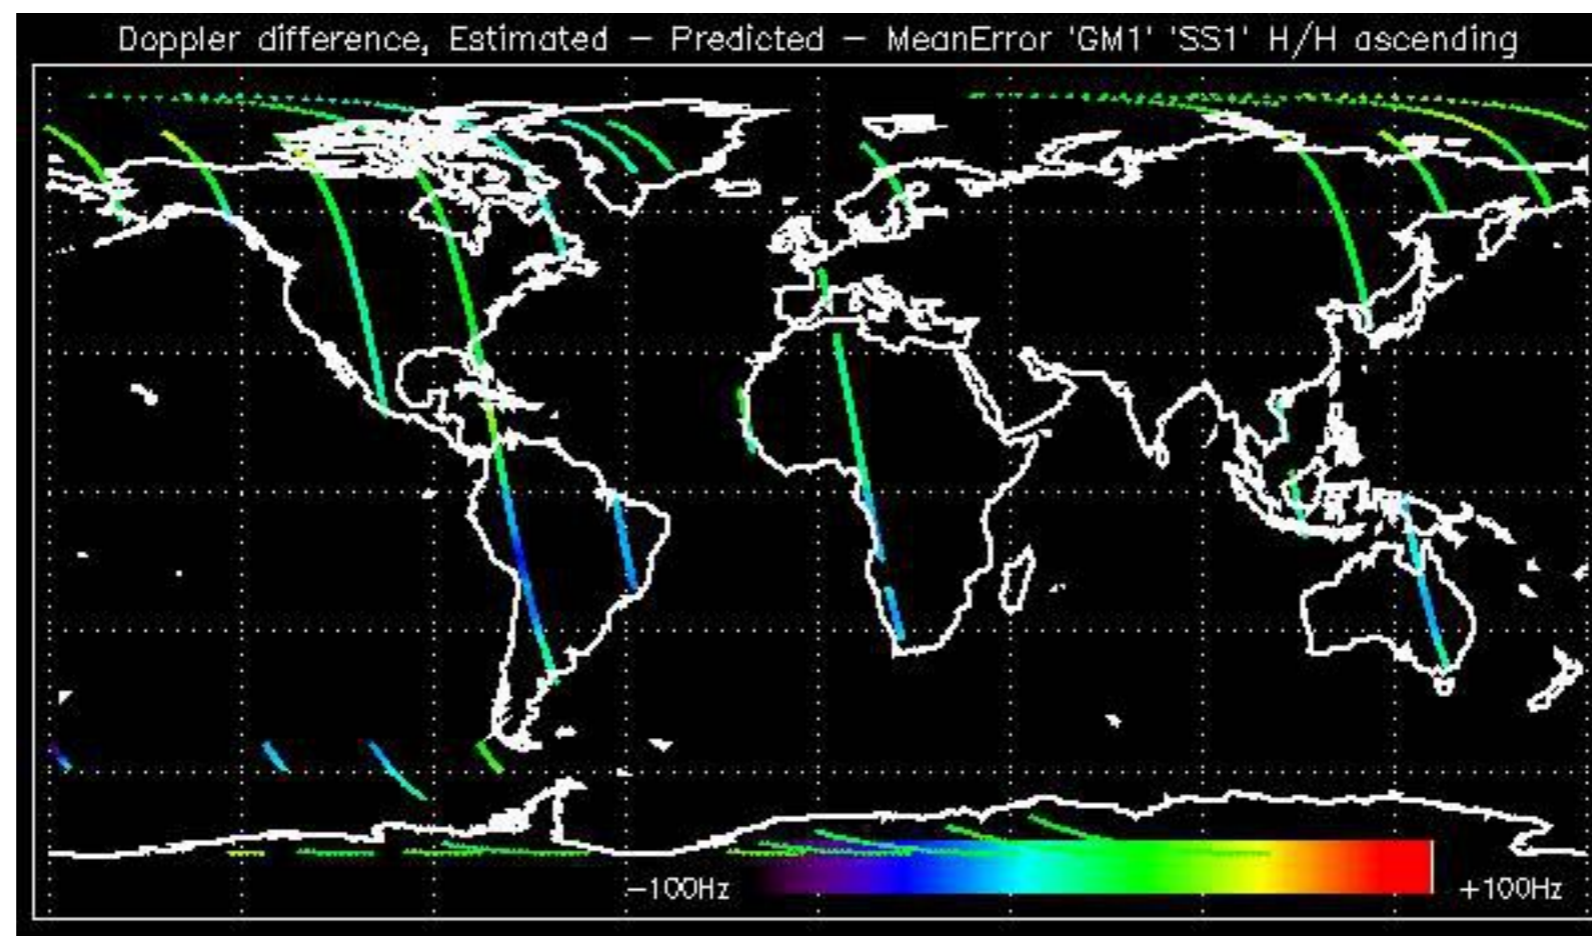 Doppler difference, Estimated — Predicted — MeanError 'GM1' 'SS1' H/H ascending
−100Hz
+100Hz